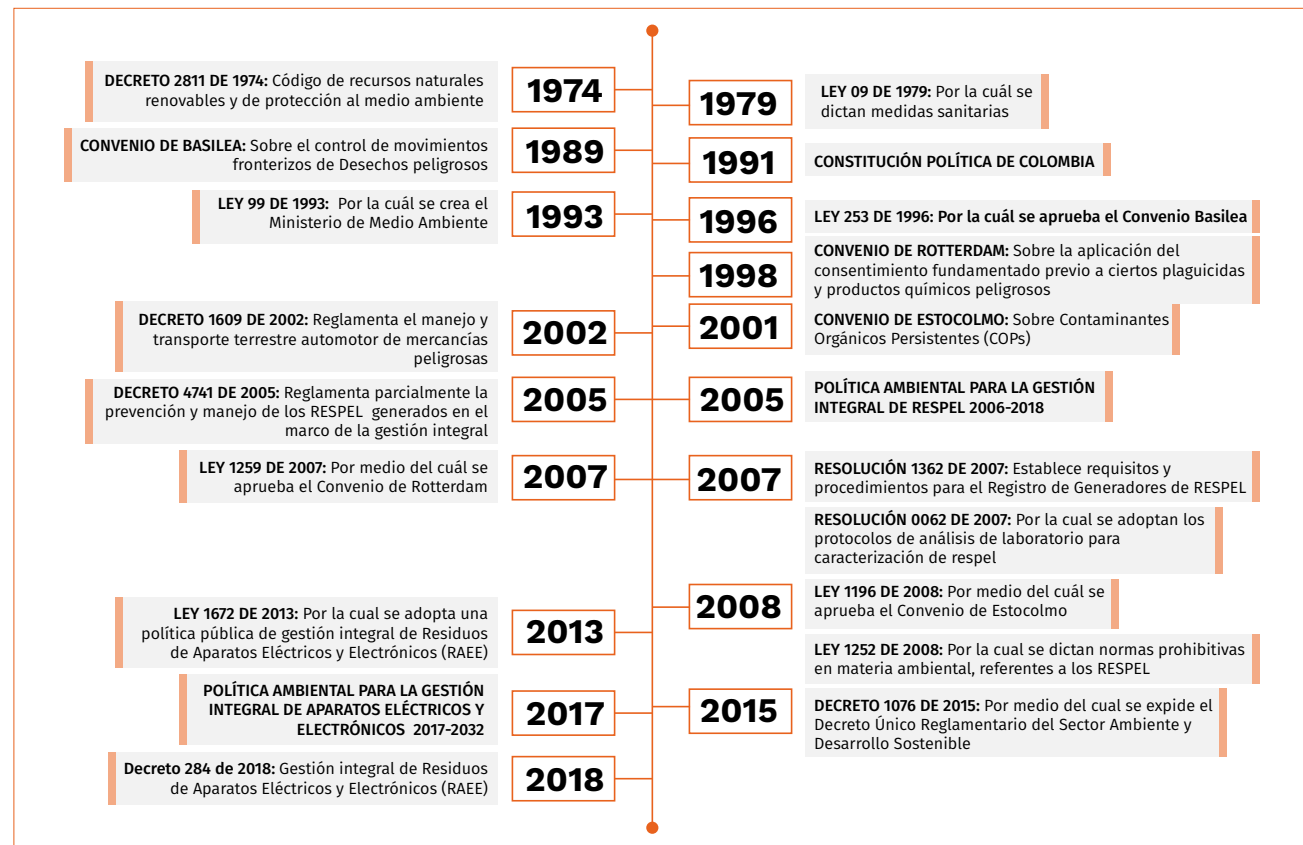 DECRETO 2811 DE 1974: Código de recursos naturales
renovables y de protección al medio ambiente
1974
1979
LEY 09 DE 1979: Por la cuál se
dictan medidas sanitarias
CONVENIO DE BASILEA: Sobre el control de movimientos
fronterizos de Desechos peligrosos
1989
1991
CONSTITUCIÓN POLÍTICA DE COLOMBIA
LEY 99 DE 1993: Por la cuál se crea el
Ministerio de Medio Ambiente
1993
1996
LEY 253 DE 1996: Por la cuál se aprueba el Convenio Basilea
1998
CONVENIO DE ROTTERDAM: Sobre la aplicación del
consentimiento fundamentado previo a ciertos plaguicidas
y productos químicos peligrosos
DECRETO 1609 DE 2002: Reglamenta el manejo y
transporte terrestre automotor de mercancías
peligrosas
2002
2001
CONVENIO DE ESTOCOLMO: Sobre Contaminantes
Orgánicos Persistentes (COPs)
DECRETO 4741 DE 2005: Reglamenta parcialmente la
prevención y manejo de los RESPEL generados en el
marco de la gestión integral
2005
2005
POLÍTICA AMBIENTAL PARA LA GESTIÓN
INTEGRAL DE RESPEL 2006-2018
LEY 1259 DE 2007: Por medio del cuál se
aprueba el Convenio de Rotterdam
2007
2007
RESOLUCIÓN 1362 DE 2007: Establece requisitos y
procedimientos para el Registro de Generadores de RESPEL
RESOLUCIÓN 0062 DE 2007: Por la cual se adoptan los
protocolos de análisis de laboratorio para
caracterización de respel
2008
LEY 1196 DE 2008: Por medio del cuál se
aprueba el Convenio de Estocolmo
LEY 1672 DE 2013: Por la cual se adopta una
política pública de gestión integral de Residuos
de Aparatos Eléctricos y Electrónicos (RAEE)
2013
LEY 1252 DE 2008: Por la cual se dictan normas prohibitivas
en materia ambiental, referentes a los RESPEL
POLÍTICA AMBIENTAL PARA LA GESTIÓN
INTEGRAL DE APARATOS ELÉCTRICOS Y
ELECTRÓNICOS 2017-2032
2017
2015
DECRETO 1076 DE 2015: Por medio del cual se expide el
Decreto Único Reglamentario del Sector Ambiente y
Desarrollo Sostenible
Decreto 284 de 2018: Gestión integral de Residuos
de Aparatos Eléctricos y Electrónicos (RAEE)
2018